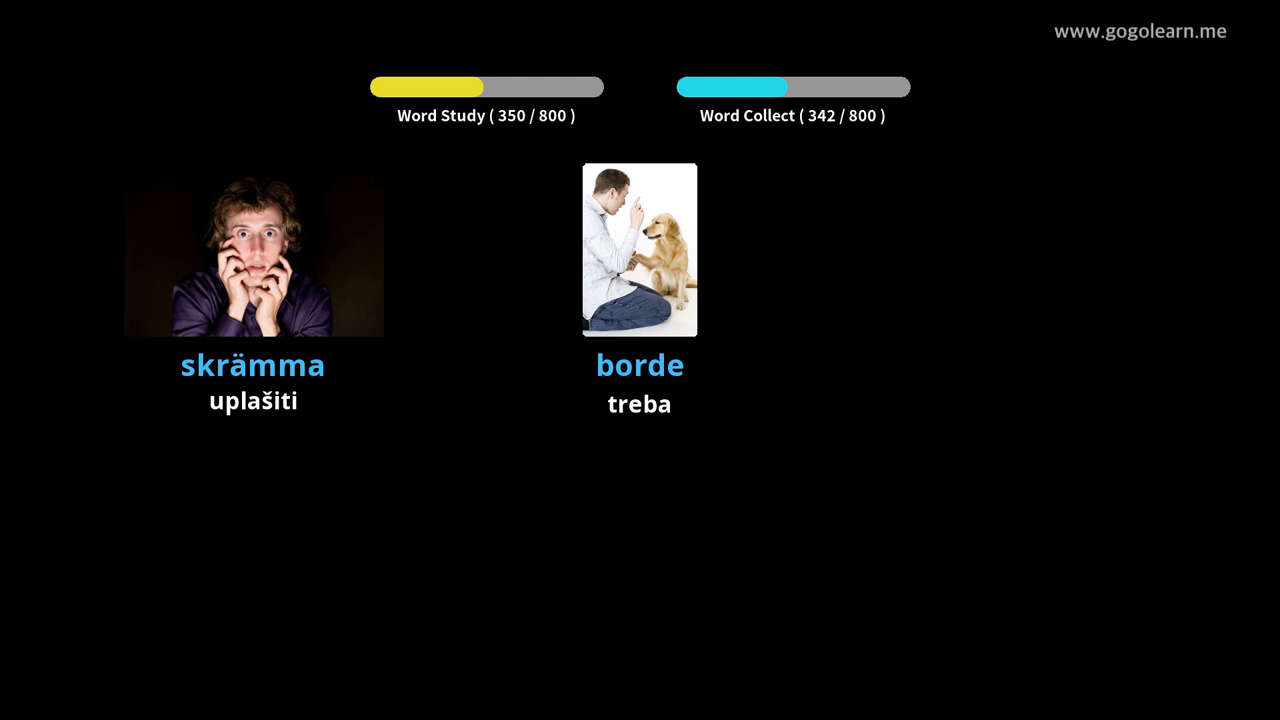 www.gogolearn.me
Word Study ( 350 / 800 )
Word Collect ( 342 / 800 )
skrämma
uplašiti
borde
treba